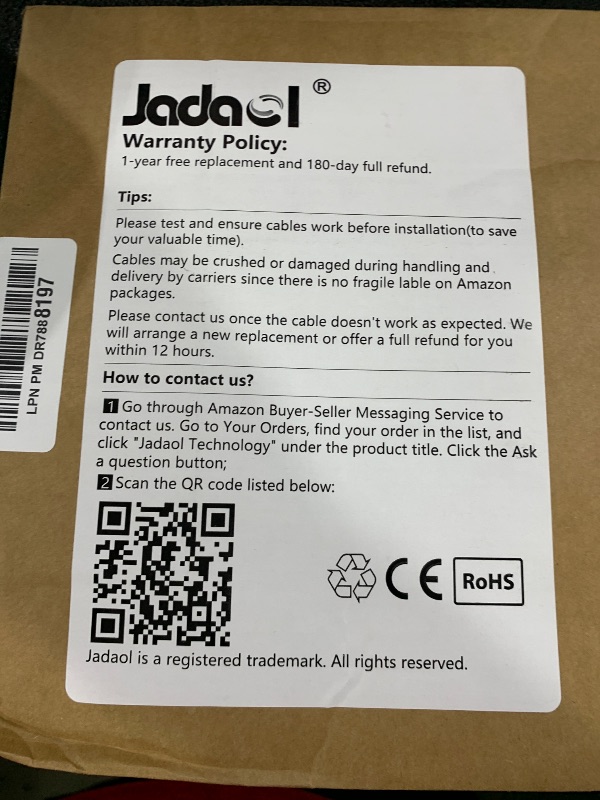 Jadaol ®
Warranty Policy:
1-year free replacement and 180-day full refund.
Tips:
Please test and ensure cables work before installation(to save
your valuable time).
Cables may be crushed or damaged during handling and
delivery by carriers since there is no fragile lable on Amazon
packages.
Please contact us once the cable doesn't work as expected. We
will arrange a new replacement or offer a full refund for you
within 12 hours.
How to contact us?
1 Go through Amazon Buyer-Seller Messaging Service to
contact us. Go to Your Orders, find your order in the list, and
click "Jadaol Technology" under the product title. Click the Ask
a question button;
2 Scan the QR code listed below:
CE RoHS
Jadaol is a registered trademark. All rights reserved.
LPN PM DR7888197